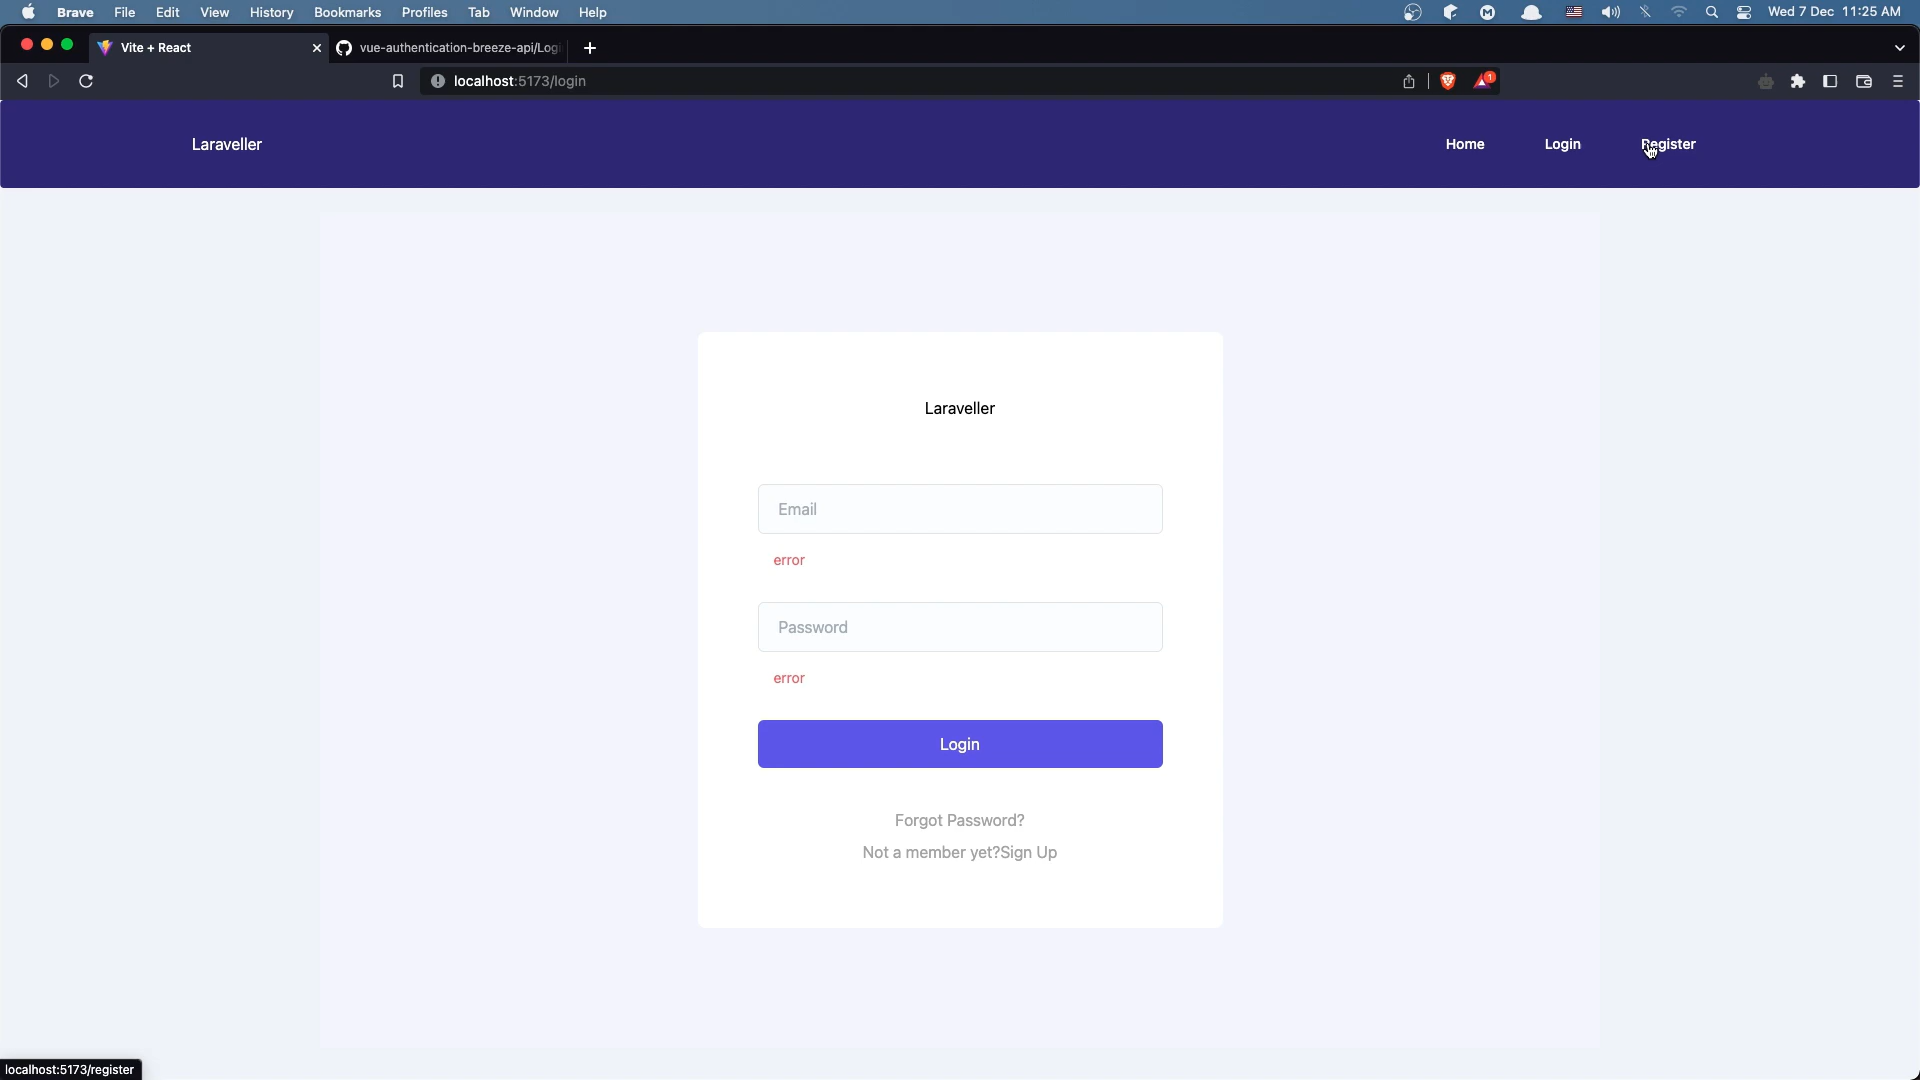 Brave File Edit View History Bookmarks Profiles Tab Window Help Wed 7 Dec 11:25 AM
Vite + React vue-authentication-breeze-api/Logi
localhost:5173/login 1
Laraveller Home Login Register
Laraveller
Email
error
Password
error
Login
Forgot Password?
Not a member yet?Sign Up
localhost:5173/register